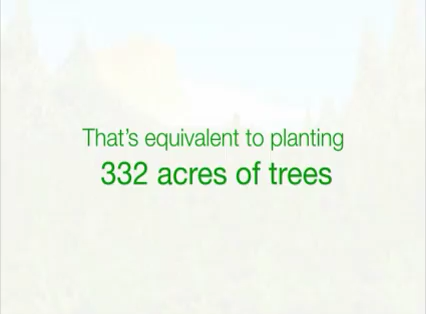 That's equivalent to planting
332 acres of trees